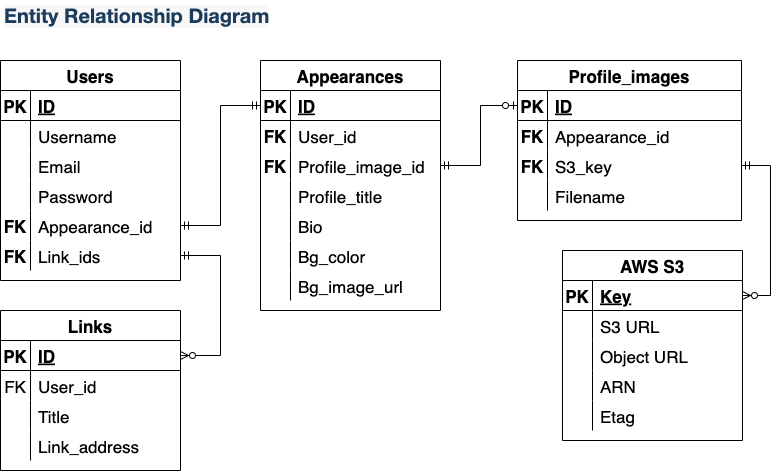 Entity Relationship Diagram
Users
PK ID
Username
Email
Password
FK Appearance_id
FK Link_ids
Appearances
PK ID
FK User_id
FK Profile_image_id
Profile_title
Bio
Bg_color
Bg_image_url
Profile_images
PK ID
FK Appearance_id
FK S3_key
Filename
Links
PK ID
FK User_id
Title
Link_address
AWS S3
PK Key
S3 URL
Object URL
ARN
Etag